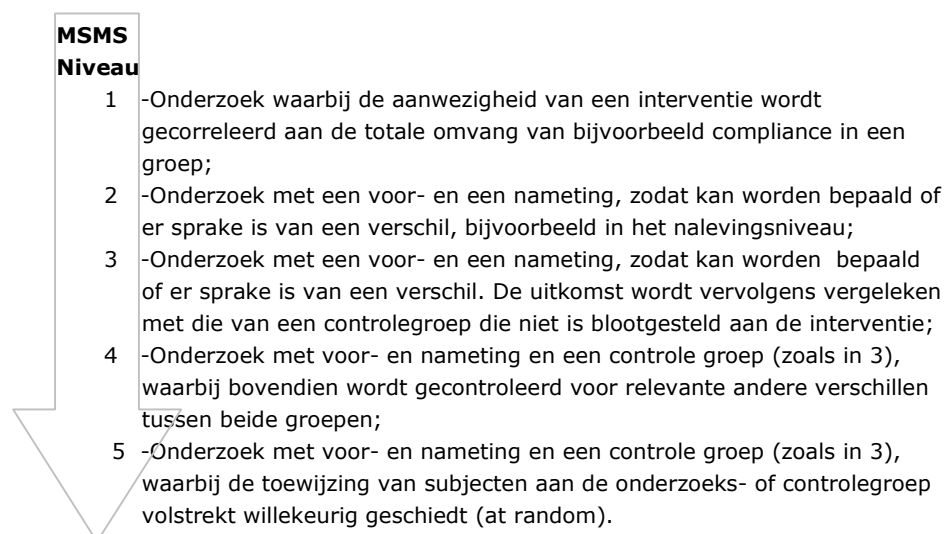 MSMS
Niveau
1 -Onderzoek waarbij de aanwezigheid van een interventie wordt
gecorreleerd aan de totale omvang van bijvoorbeeld compliance in een
groep;
2 -Onderzoek met een voor- en een nameting, zodat kan worden bepaald of
er sprake is van een verschil, bijvoorbeeld in het nalevingsniveau;
3 -Onderzoek met een voor- en een nameting, zodat kan worden bepaald
of er sprake is van een verschil. De uitkomst wordt vervolgens vergeleken
met die van een controlegroep die niet is blootgesteld aan de interventie;
4 -Onderzoek met voor- en nameting en een controle groep (zoals in 3),
waarbij bovendien wordt gecontroleerd voor relevante andere verschillen
tussen beide groepen;
5 -Onderzoek met voor- en nameting en een controle groep (zoals in 3),
waarbij de toewijzing van subjecten aan de onderzoeks- of controlegroep
volstrekt willekeurig geschiedt (at random).